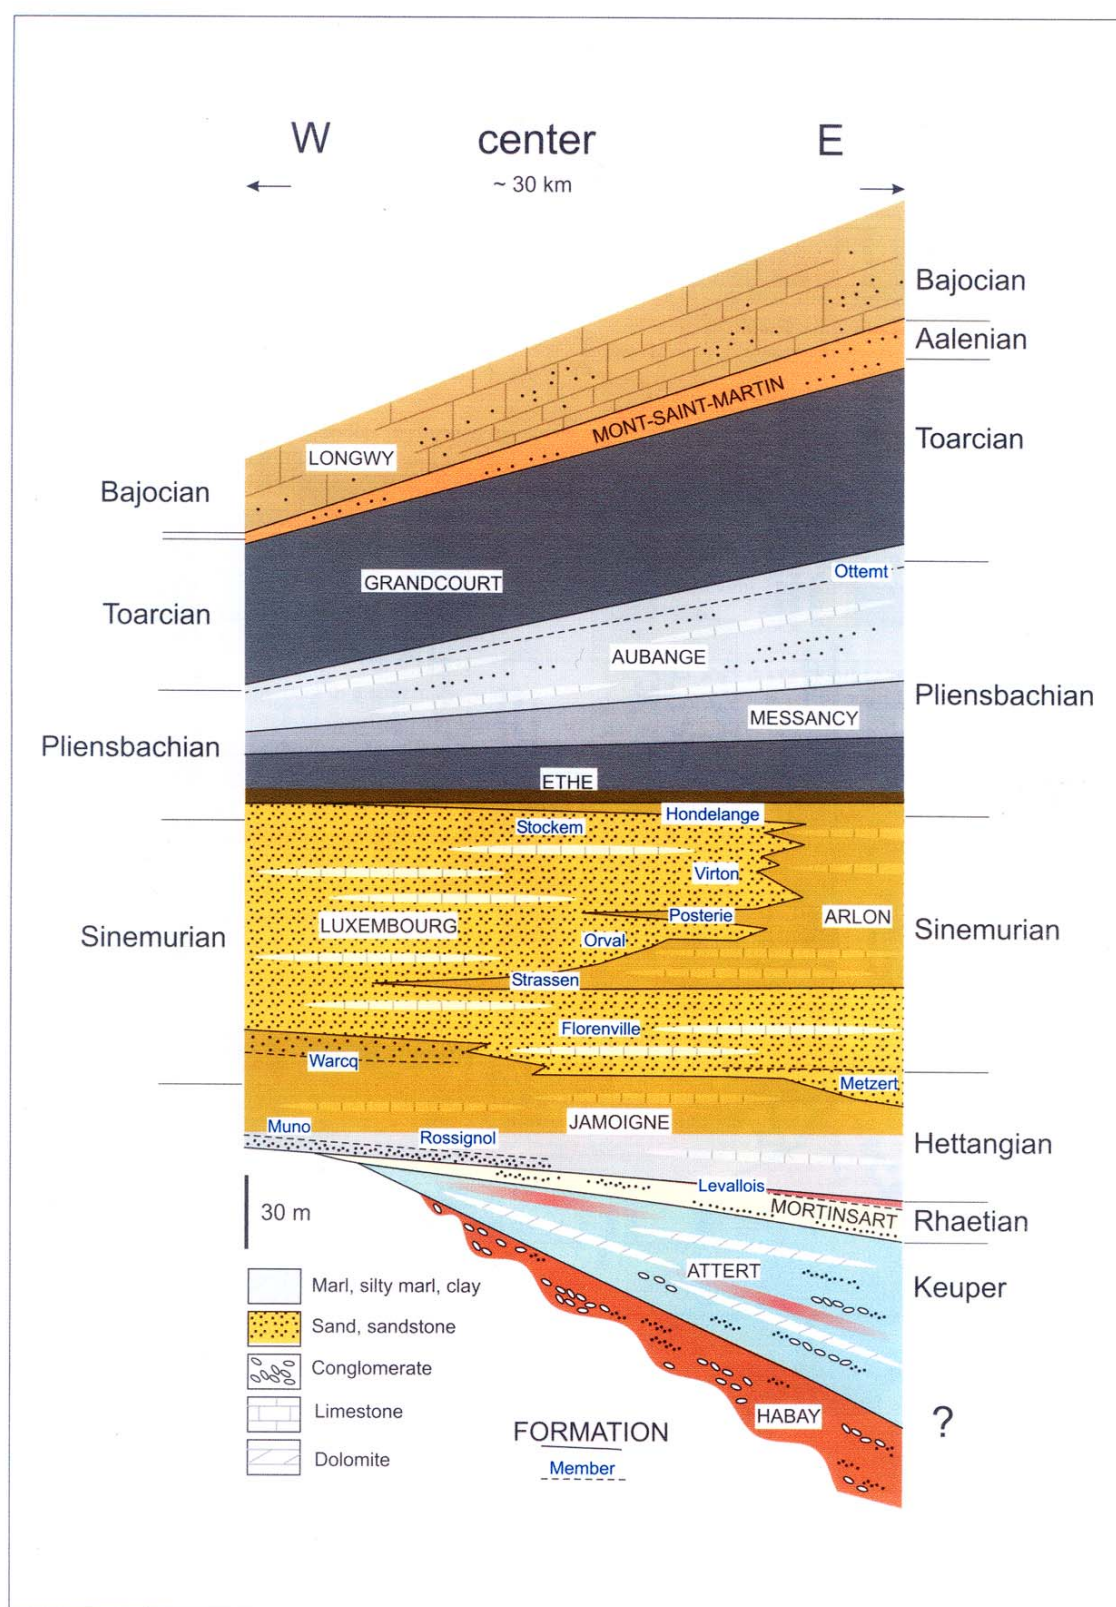 W center E
~ 30 km
Bajocian
Aalenian
MONT-SAINT-MARTIN
Toarcian
LONGWY
Bajocian
Ottemt
GRANDCOURT
Toarcian
AUBANGE
Pliensbachian
MESSANCY
Pliensbachian
ETHE
Hondelange
Stockem
Virton
Posterie
ARLON
LUXEMBOURG
Sinemurian
Orval
Sinemurian
Strassen
Florenville
Warcq
Metzert
JAMOIGNE
Muno
Rossignol
Hettangian
Levallois
MORTINSART
Rhaetian
30 m
ATTERT
Keuper
Marl, silty marl, clay
Sand, sandstone
Conglomerate
Limestone
HABAY
?
FORMATION
Dolomite
Member